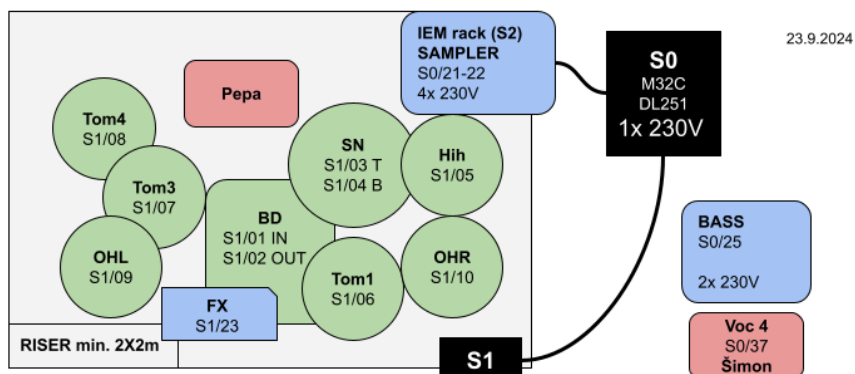 IEM rack (S2)
SAMPLER
S0/21-22
4x 230V
S0
M32C
DL251
1x 230V
23.9.2024
Pepa
Tom4
S1/08
SN
S1/03 T
S1/04 B
Hih
S1/05
Tom3
S1/07
BD
S1/01 IN
S1/02 OUT
OHL
S1/09
Tom1
S1/06
OHR
S1/10
BASS
S0/25
2x 230V
FX
S1/23
RISER min. 2X2m
S1
Voc 4
S0/37
Šimon